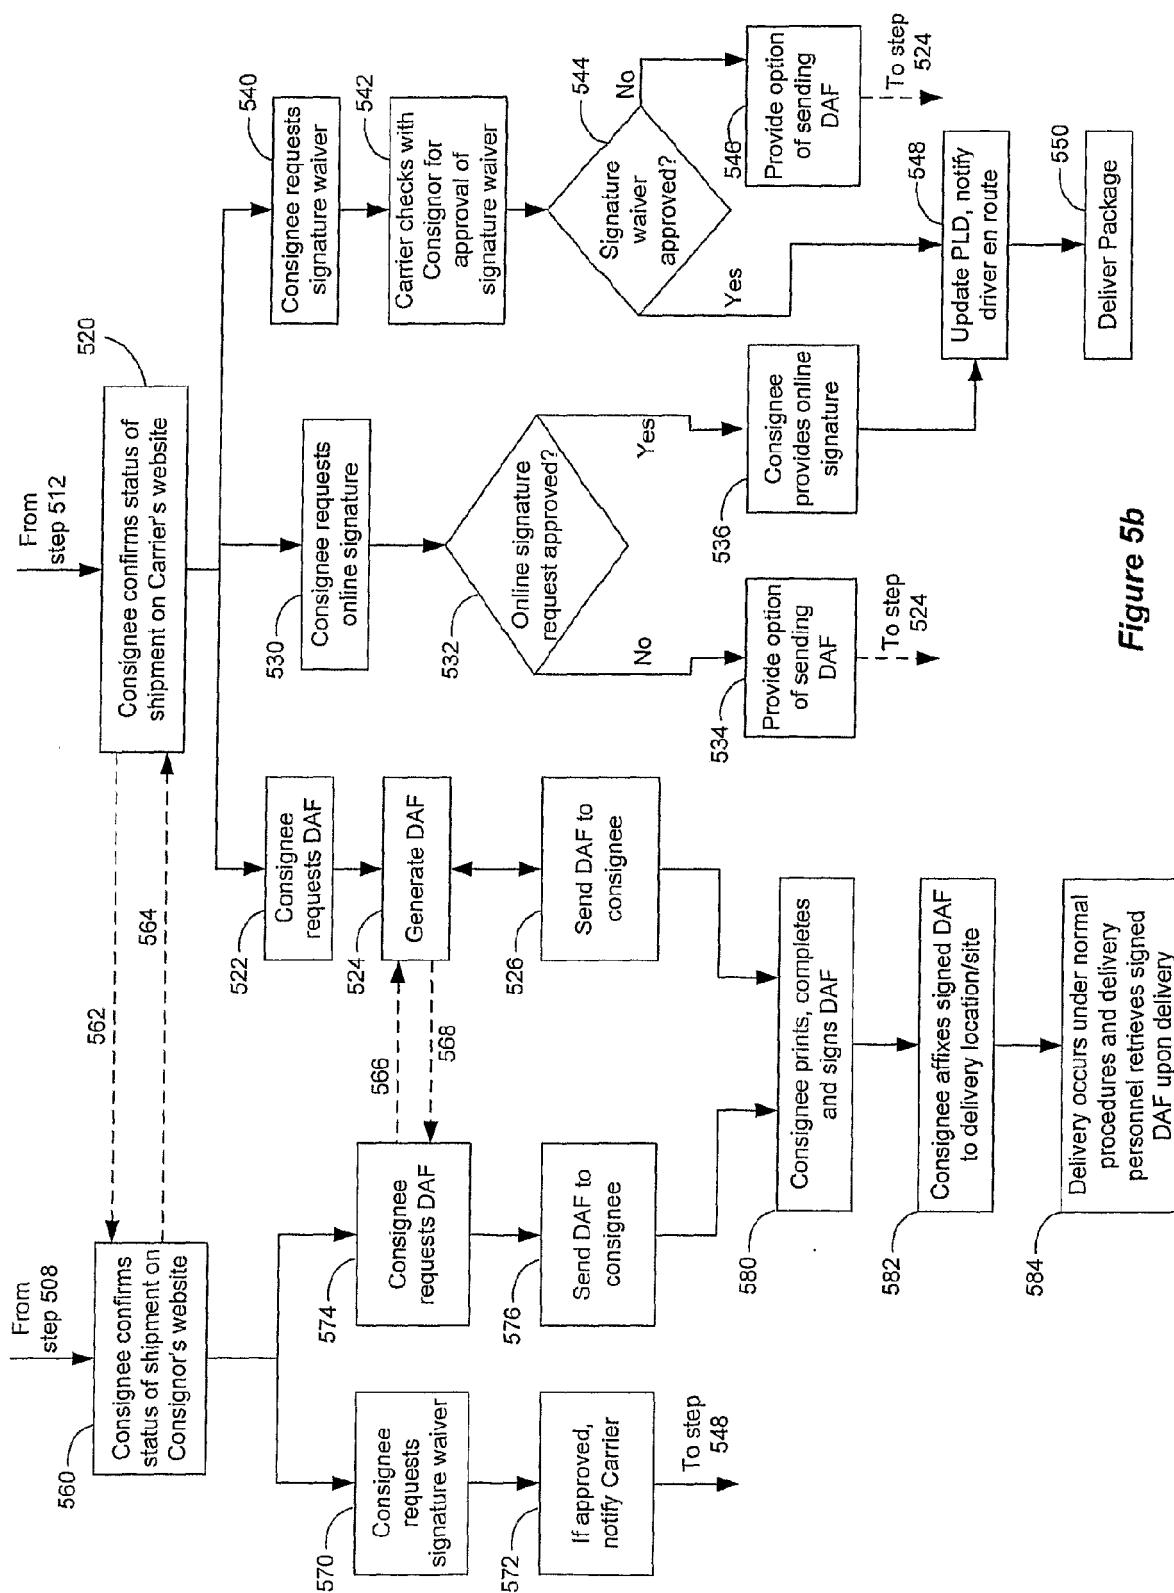 From
step 508
Consignee confirms
status of shipment on
Consignor's website
560
562
564
From
step 512
Consignee confirms status of
shipment on Carrier's website
520
Consignee
requests
signature waiver
570
If approved,
notify Carrier
572
To step
548
Consignee
requests DAF
574
566
568
Send DAF to
consignee
576
Consignee
requests DAF
522
Generate DAF
524
Send DAF to
consignee
526
Consignee prints, completes
and signs DAF
580
Consignee affixes signed DAF
to delivery location/site
582
Delivery occurs under normal
procedures and delivery
personnel retrieves signed
DAF upon delivery
584
Consignee requests
online signature
530
Online signature
request approved?
532
No
Yes
Provide option
of sending
DAF
534
To step
524
Consignee
provides online
signature
536
Consignee requests
signature waiver
540
Carrier checks with
Consignor for
approval of
signature waiver
542
Signature
waiver
approved?
544
Yes
No
Provide option
of sending
DAF
546
To step
524
Update PLD, notify
driver en route
548
Deliver Package
550
Figure 5b